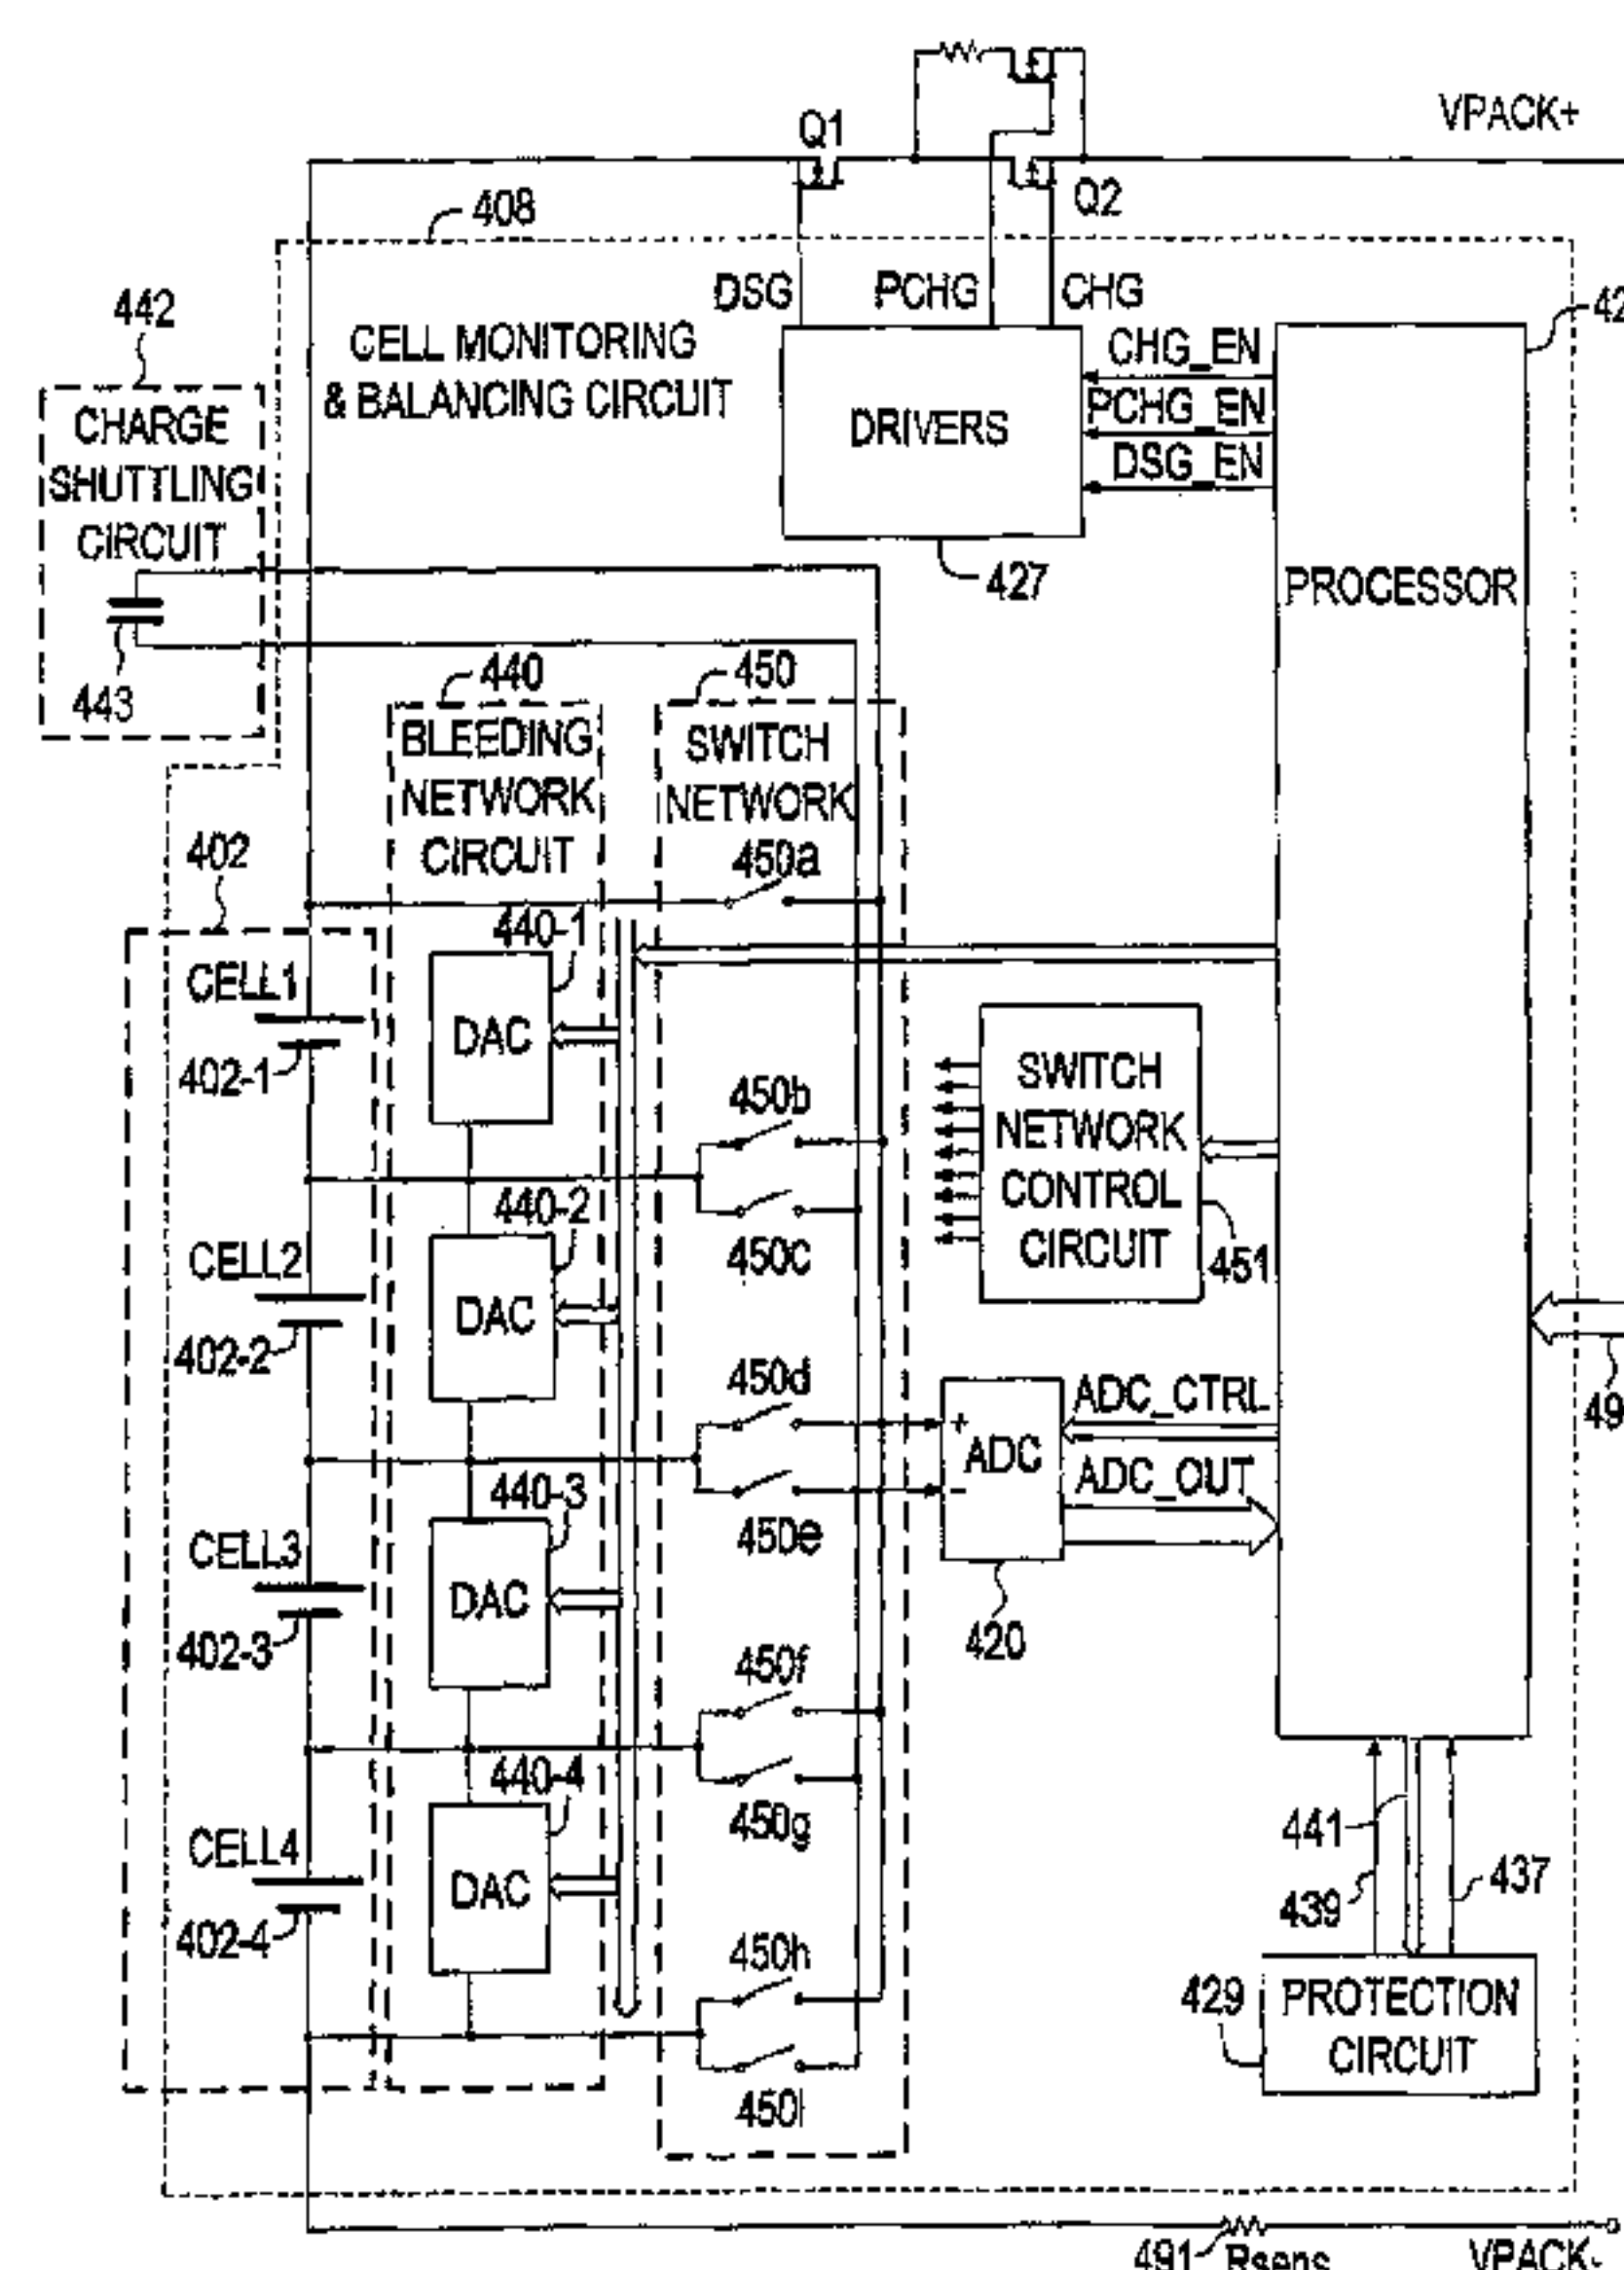 Q1
VPACK+
Q2
408
DSG
PCHG
CHG
442
CELL MONITORING
& BALANCING CIRCUIT
CHG_EN
PCHG_EN
DSG_EN
DRIVERS
CHARGE
SHUTTLING
CIRCUIT
427
PROCESSOR
443
440
450
BLEEDING
NETWORK
CIRCUIT
SWITCH
NETWORK
450a
402
440-1
CELL1
DAC
402-1
SWITCH
NETWORK
CONTROL
CIRCUIT
450b
440-2
450c
451
CELL2
DAC
402-2
450d
ADC_CTRL
+
ADC
-
ADC_OUT
440-3
450e
CELL3
DAC
402-3
420
450f
440-4
450g
441
CELL4
DAC
439
437
402-4
450h
429
PROTECTION
CIRCUIT
450i
491
Rsens
VPACK-